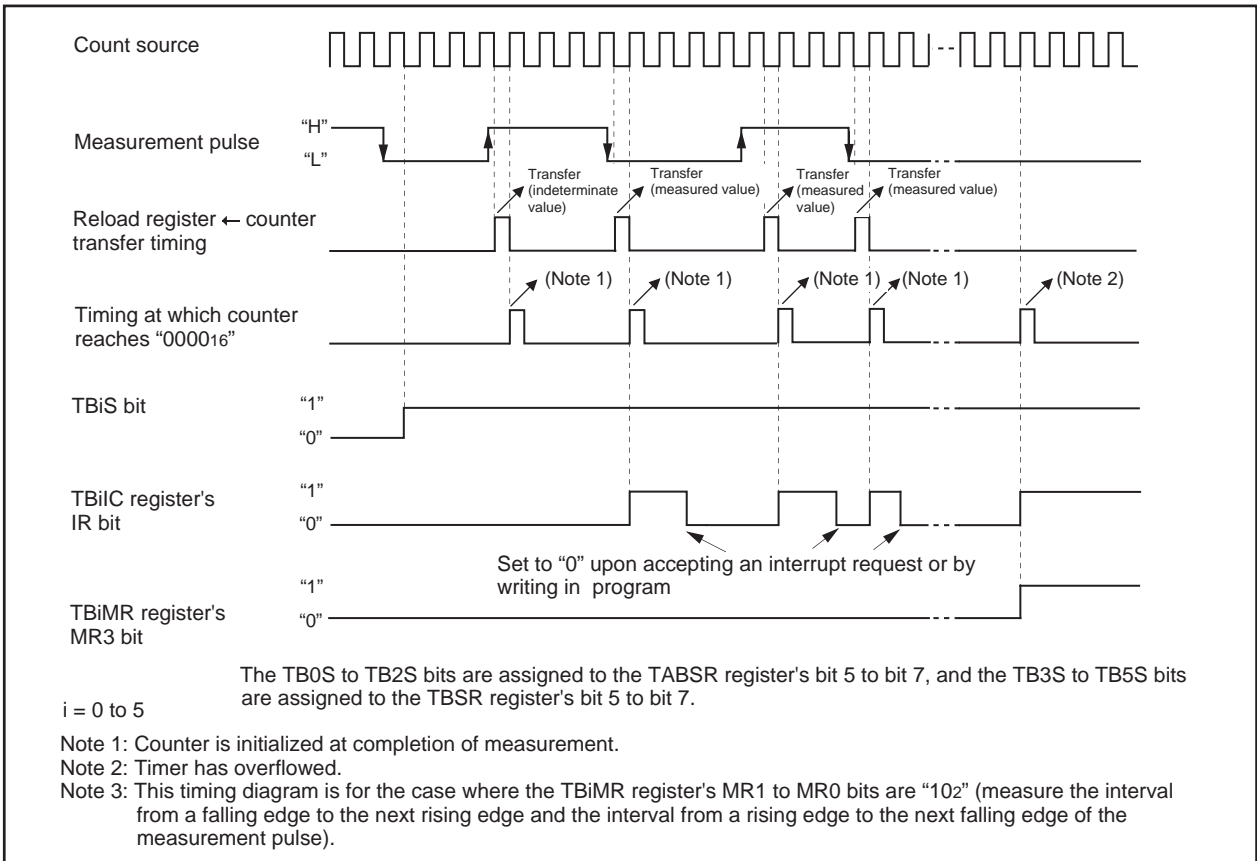 Count source
Measurement pulse
“H”
“L”
Transfer
(indeterminate
value)
Transfer
(measured value)
Transfer
(measured
value)
Transfer
(measured value)
Reload register ← counter
transfer timing
(Note 1)
(Note 1)
(Note 1)
(Note 1)
(Note 2)
Timing at which counter
reaches “000016”
TBiS bit
“1”
“0”
TBiIC register's
IR bit
“1”
“0”
Set to “0” upon accepting an interrupt request or by
writing in program
TBiMR register's
MR3 bit
“1”
“0”
The TB0S to TB2S bits are assigned to the TABSR register's bit 5 to bit 7, and the TB3S to TB5S bits
are assigned to the TBSR register's bit 5 to bit 7.
i = 0 to 5
Note 1: Counter is initialized at completion of measurement.
Note 2: Timer has overflowed.
Note 3: This timing diagram is for the case where the TBiMR register's MR1 to MR0 bits are “102” (measure the interval
from a falling edge to the next rising edge and the interval from a rising edge to the next falling edge of the
measurement pulse).